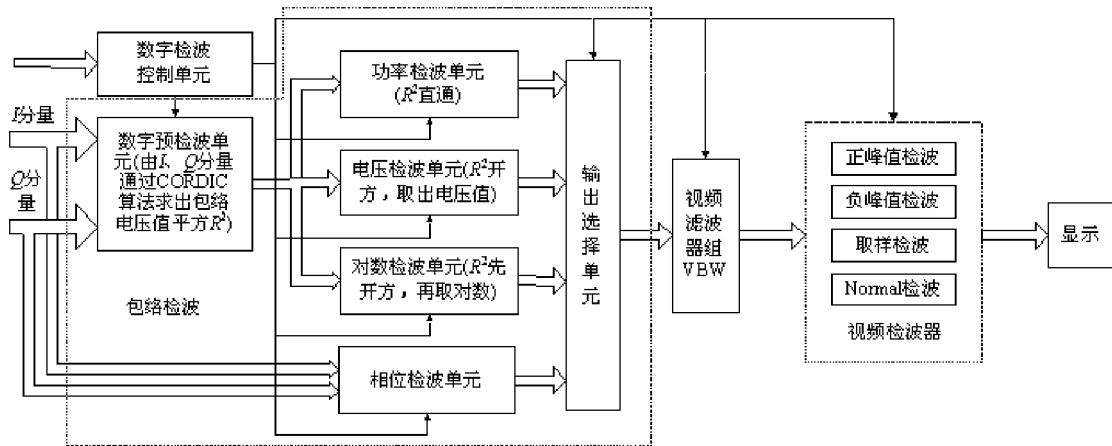 数字检波
控制单元
I分量
Q分
量
数字预检波单
元(由I、Q分量
通过CORDIC
算法求出包络
电压值平方R²)
包络检波
功率检波单元
(R²直通)
电压检波单元(R²开
方，取出电压值)
对数检波单元(R²先
开方，再取对数)
相位检波单元
输
出
选
择
单
元
视频
滤波
器组
VBW
正峰值检波
负峰值检波
取样检波
Normal检波
视频检波器
显示